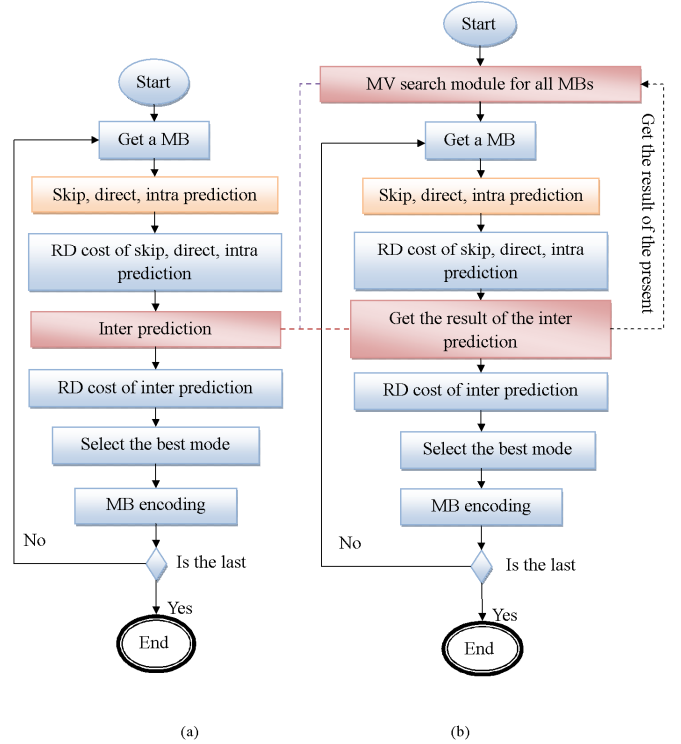 Start
Get a MB
Skip, direct, intra prediction
RD cost of skip, direct, intra
prediction
Inter prediction
RD cost of inter prediction
Select the best mode
MB encoding
No
Is the last
Yes
End
(a)
Start
MV search module for all MBs
Get a MB
Skip, direct, intra prediction
RD cost of skip, direct, intra
prediction
Get the result of the inter
prediction
Get the result of the present
RD cost of inter prediction
Select the best mode
MB encoding
No
Is the last
Yes
End
(b)